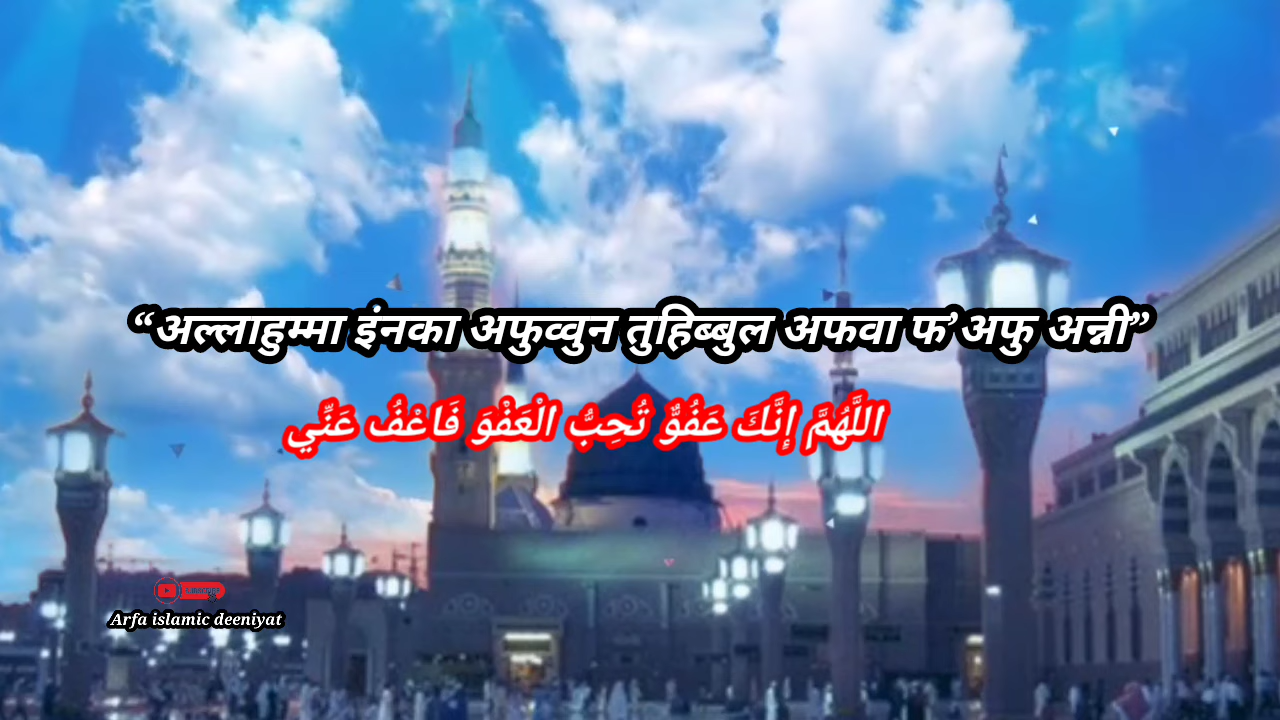 “अल्लाहुम्मा इंनका अफुव्वुन तुहिब्बुल अफवा फ’अफु अन्नी”
اللَّهُمَّ إِنَّكَ عَفُوٌّ تُحِبُّ الْعَفْوَ فَاعْفُ عَنِّي
Arfa islamic deeniyat